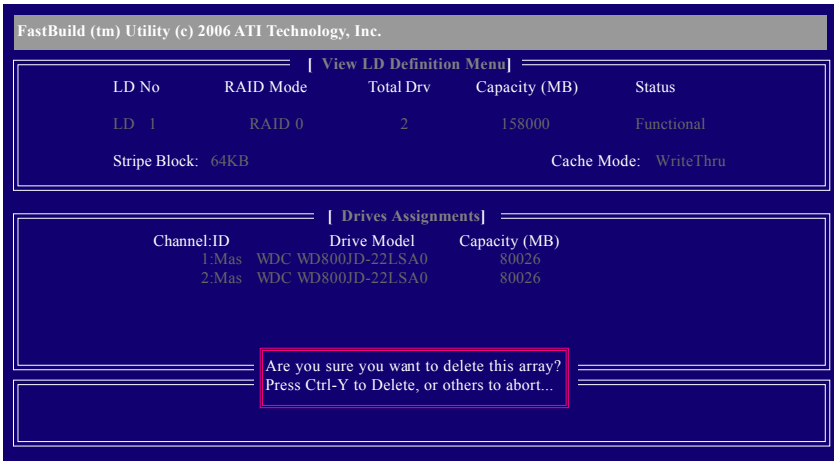 FastBuild (tm) Utility (c) 2006 ATI Technology, Inc.
[ View LD Definition Menu]
LD No RAID Mode Total Drv Capacity (MB) Status
LD 1 RAID 0 2 158000 Functional
Stripe Block: 64KB Cache Mode: WriteThru
[ Drives Assignments]
Channel:ID Drive Model Capacity (MB)
1:Mas WDC WD800JD-22LSA0 80026
2:Mas WDC WD800JD-22LSA0 80026
Are you sure you want to delete this array?
Press Ctrl-Y to Delete, or others to abort...